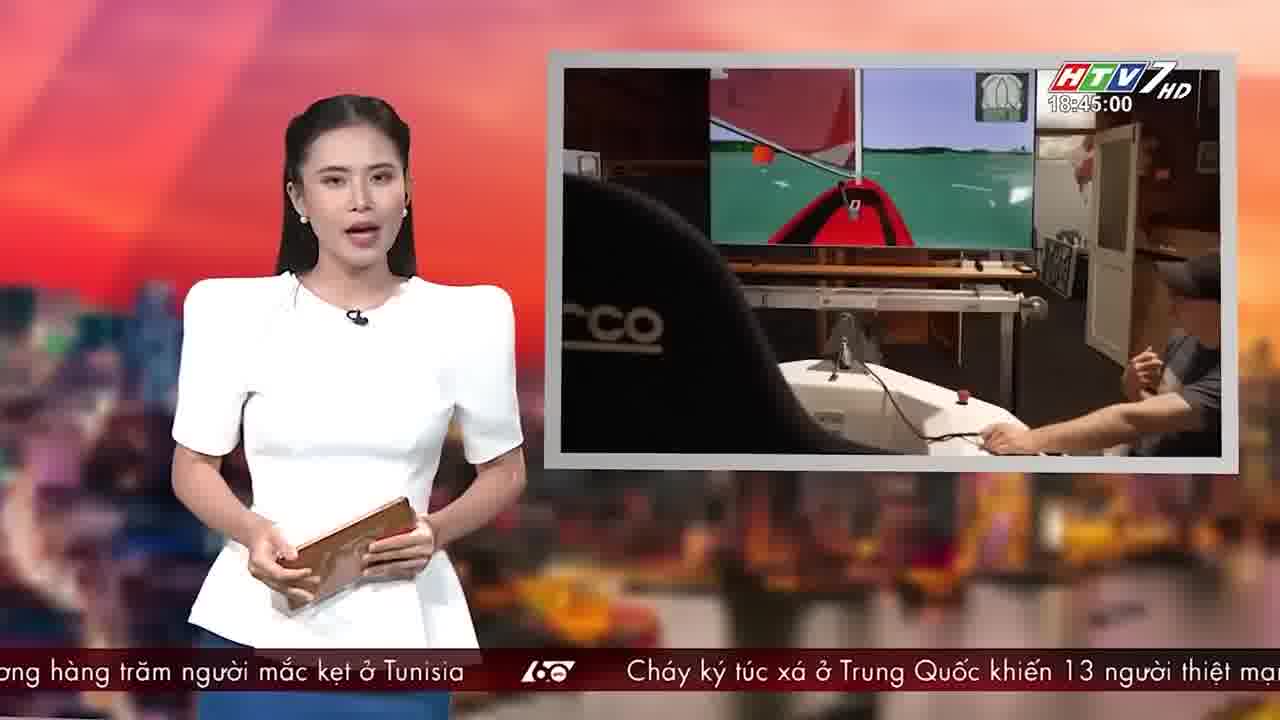 HTV7 HD
18:45:00
rco
ơng hàng trăm người mắc kẹt ở Tunisia
60
Cháy ký túc xá ở Trung Quốc khiến 13 người thiệt mạn